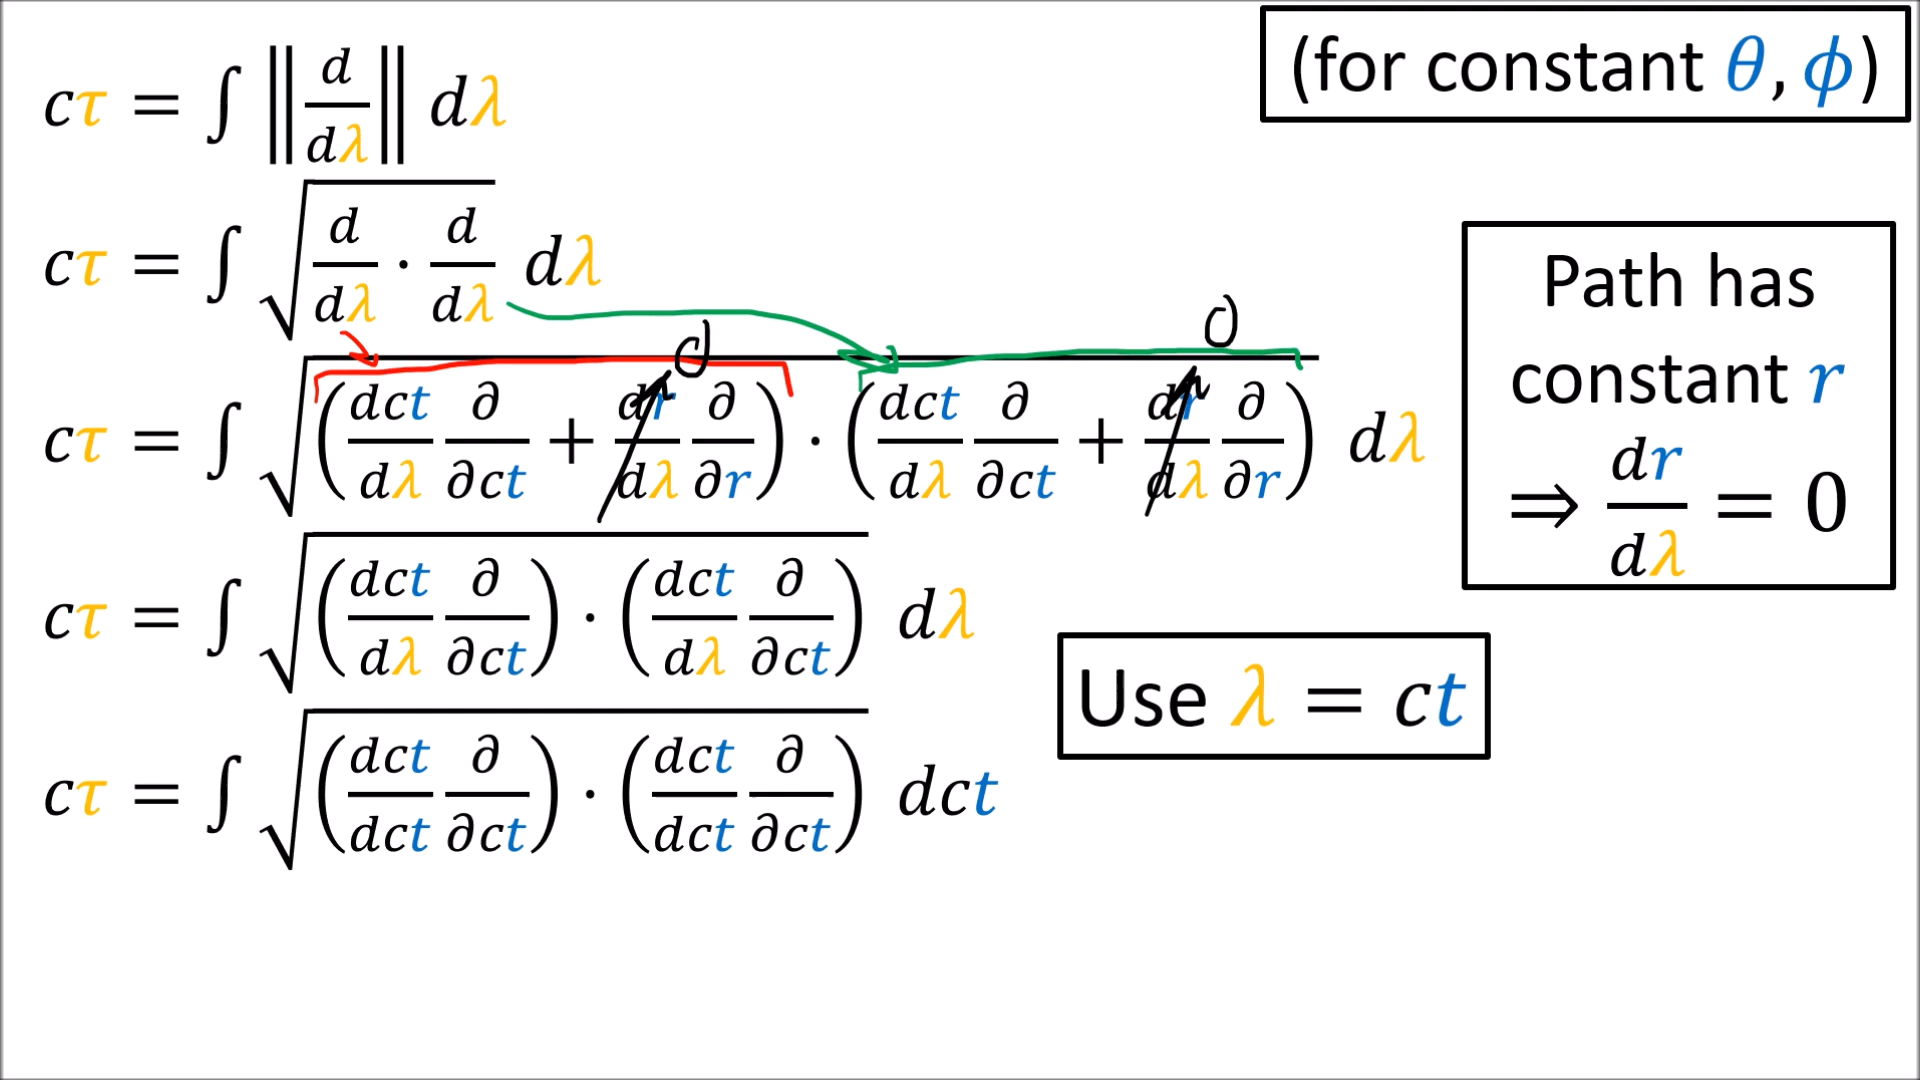 (for constant θ, ϕ)
cτ = ∫ ‖d/dλ‖ dλ
cτ = ∫ √(d/dλ · d/dλ) dλ
0 0
cτ = ∫ √((dct/dλ ∂/∂ct + dr/dλ ∂/∂r) · (dct/dλ ∂/∂ct + dr/dλ ∂/∂r)) dλ
cτ = ∫ √((dct/dλ ∂/∂ct) · (dct/dλ ∂/∂ct)) dλ
cτ = ∫ √((dct/dct ∂/∂ct) · (dct/dct ∂/∂ct)) dct
Path has
constant r
⇒ dr/dλ = 0
Use λ = ct